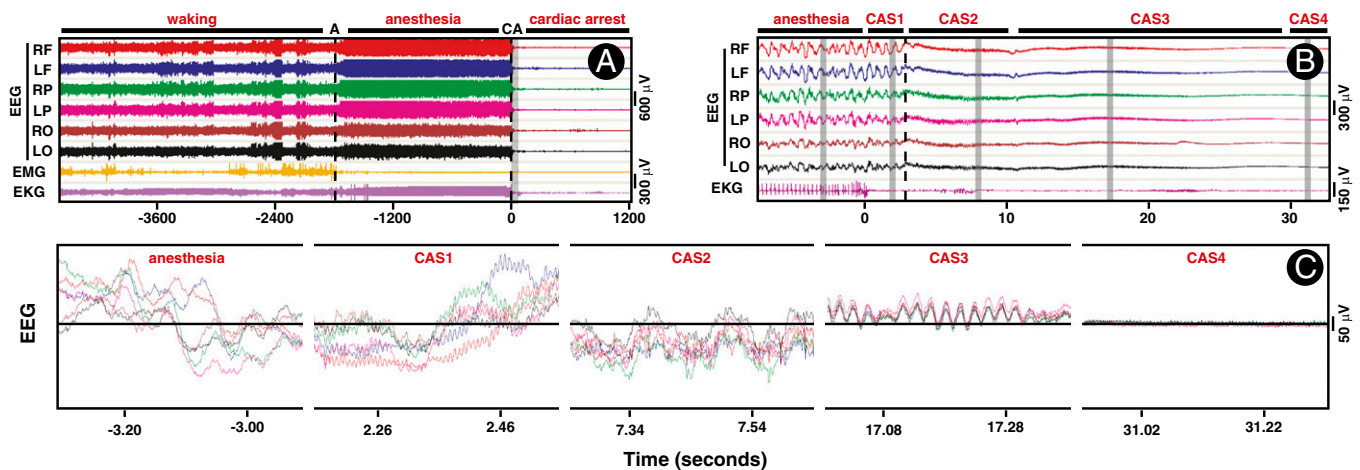 waking A anesthesia CA cardiac arrest
A
EEG
RF
LF
RP
LP
RO
LO
EMG
EKG
600 μV
300 μV
-3600 -2400 -1200 0 1200
anesthesia CAS1 CAS2 CAS3 CAS4
B
EEG
RF
LF
RP
LP
RO
LO
EKG
300 μV
150 μV
0 10 20 30
anesthesia CAS1 CAS2 CAS3 CAS4
C
EEG
50 μV
-3.20 -3.00 2.26 2.46 7.34 7.54 17.08 17.28 31.02 31.22
Time (seconds)